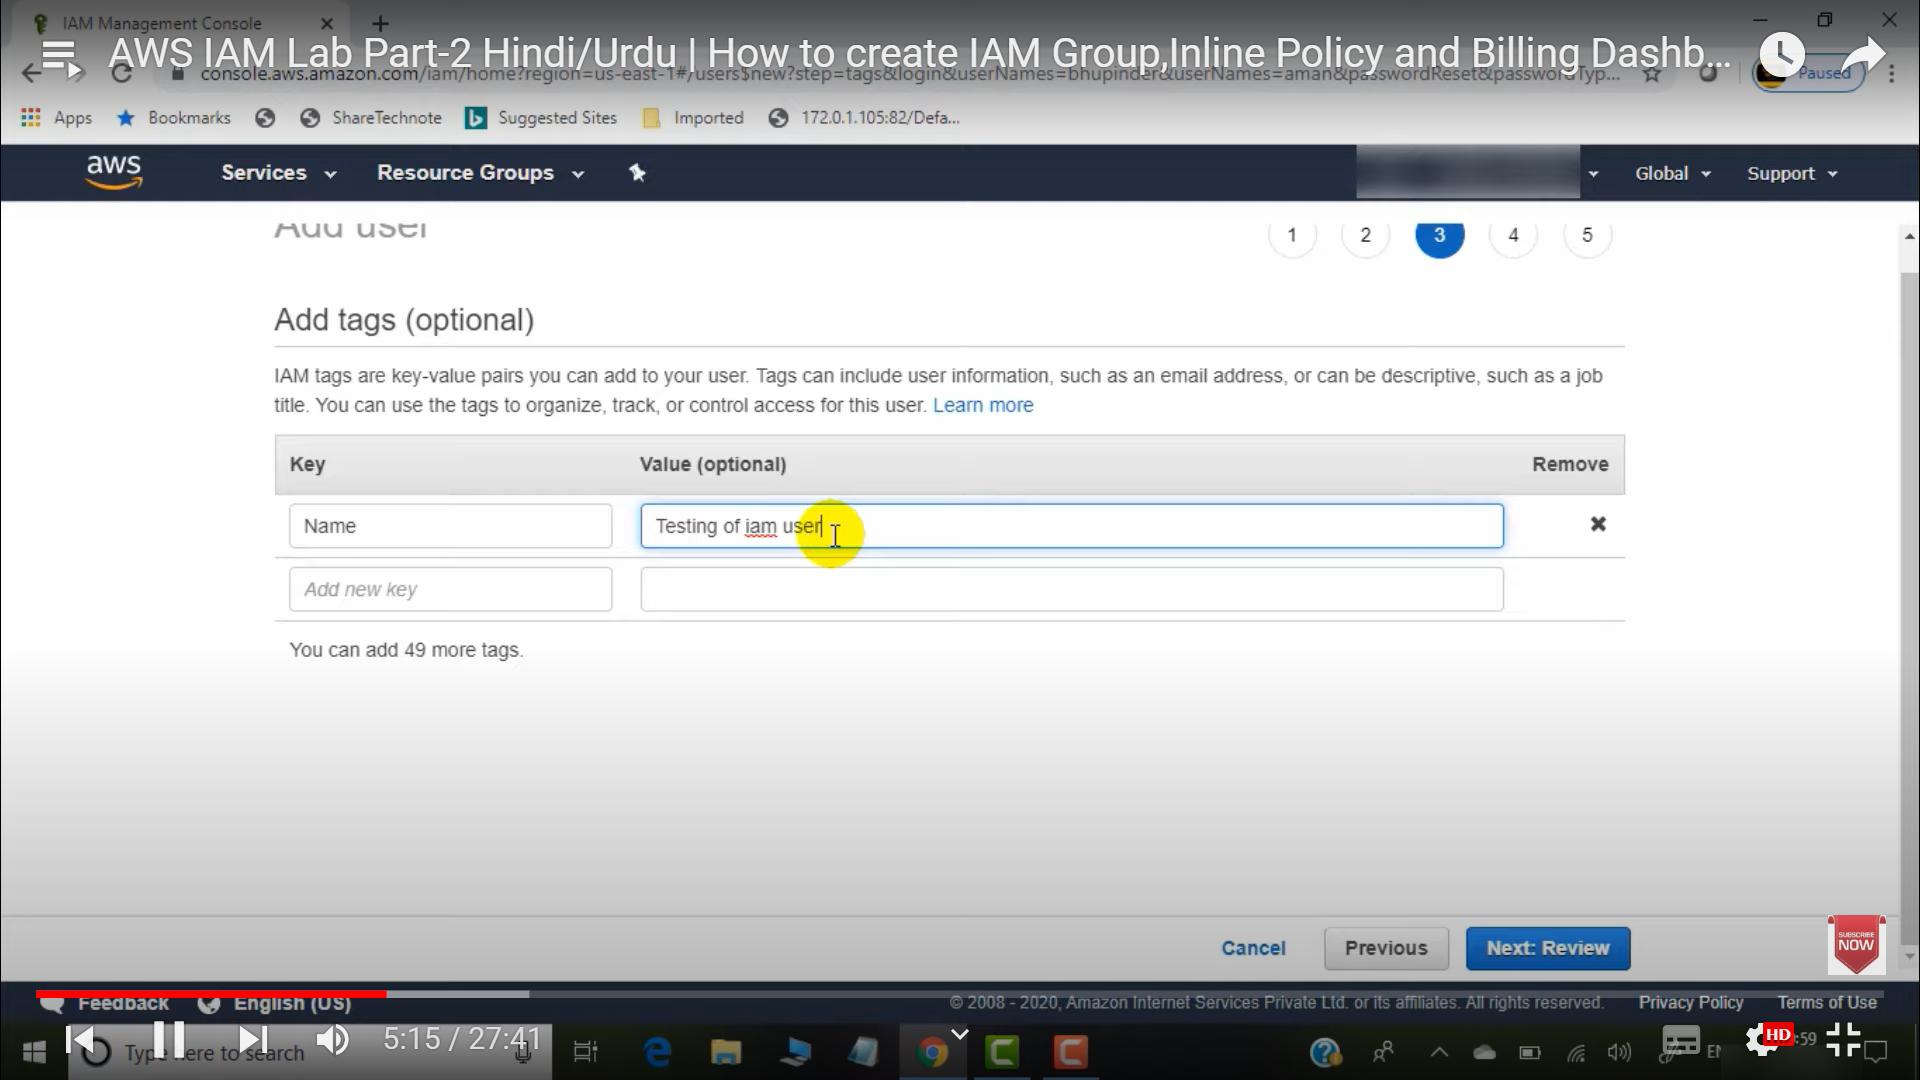 IAM Management Console
AWS IAM Lab Part-2 Hindi/Urdu | How to create IAM Group,Inline Policy and Billing Dashb...
console.aws.amazon.com/iam/home?region=us-east-1#/users$new?step=tags&login&userNames=bhupinder&userNames=aman&passwordReset&passwordTyp...
Paused
Apps Bookmarks ShareTechnote Suggested Sites Imported 172.0.1.105:82/Defa...
aws Services Resource Groups Global Support
Add user 1 2 3 4 5
Add tags (optional)
IAM tags are key-value pairs you can add to your user. Tags can include user information, such as an email address, or can be descriptive, such as a job
title. You can use the tags to organize, track, or control access for this user. Learn more
Key Value (optional) Remove
Name Testing of iam user
Add new key
You can add 49 more tags.
Cancel Previous Next: Review
SUBSCRIBE
NOW
Feedback English (US) © 2008 - 2020, Amazon Internet Services Private Ltd. or its affiliates. All rights reserved. Privacy Policy Terms of Use
Type here to search 5:15 / 27:41 HD :59